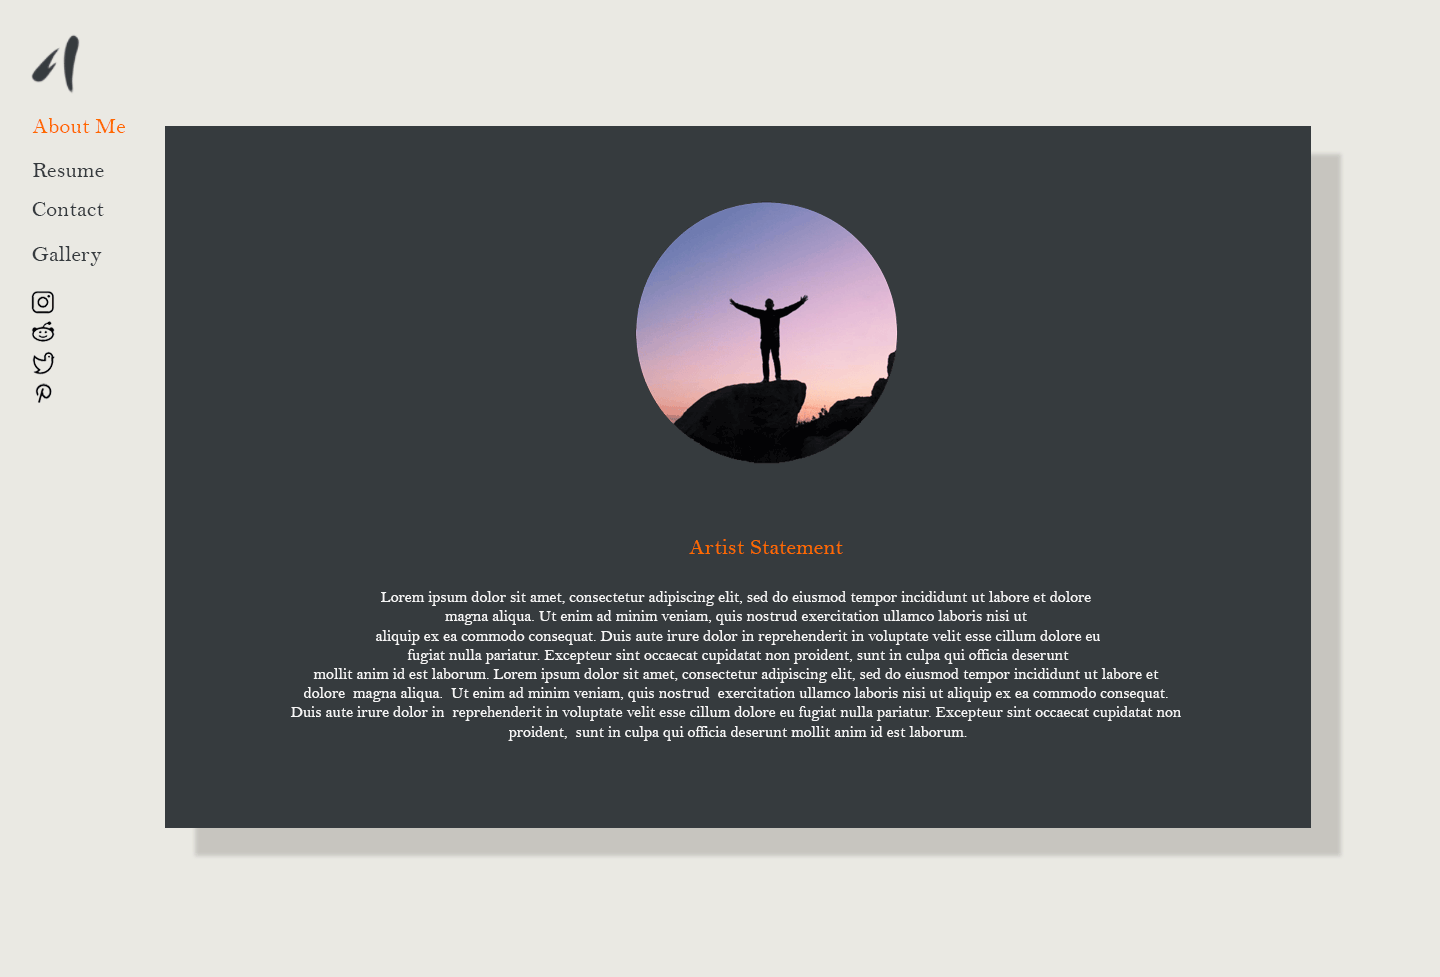 About Me
Resume
Contact
Gallery
Artist Statement
Lorem ipsum dolor sit amet, consectetur adipiscing elit, sed do eiusmod tempor incididunt ut labore et dolore
magna aliqua. Ut enim ad minim veniam, quis nostrud exercitation ullamco laboris nisi ut
aliquip ex ea commodo consequat. Duis aute irure dolor in reprehenderit in voluptate velit esse cillum dolore eu
fugiat nulla pariatur. Excepteur sint occaecat cupidatat non proident, sunt in culpa qui officia deserunt
mollit anim id est laborum. Lorem ipsum dolor sit amet, consectetur adipiscing elit, sed do eiusmod tempor incididunt ut labore et
dolore  magna aliqua.  Ut enim ad minim veniam, quis nostrud  exercitation ullamco laboris nisi ut aliquip ex ea commodo consequat.
Duis aute irure dolor in  reprehenderit in voluptate velit esse cillum dolore eu fugiat nulla pariatur. Excepteur sint occaecat cupidatat non
proident,  sunt in culpa qui officia deserunt mollit anim id est laborum.